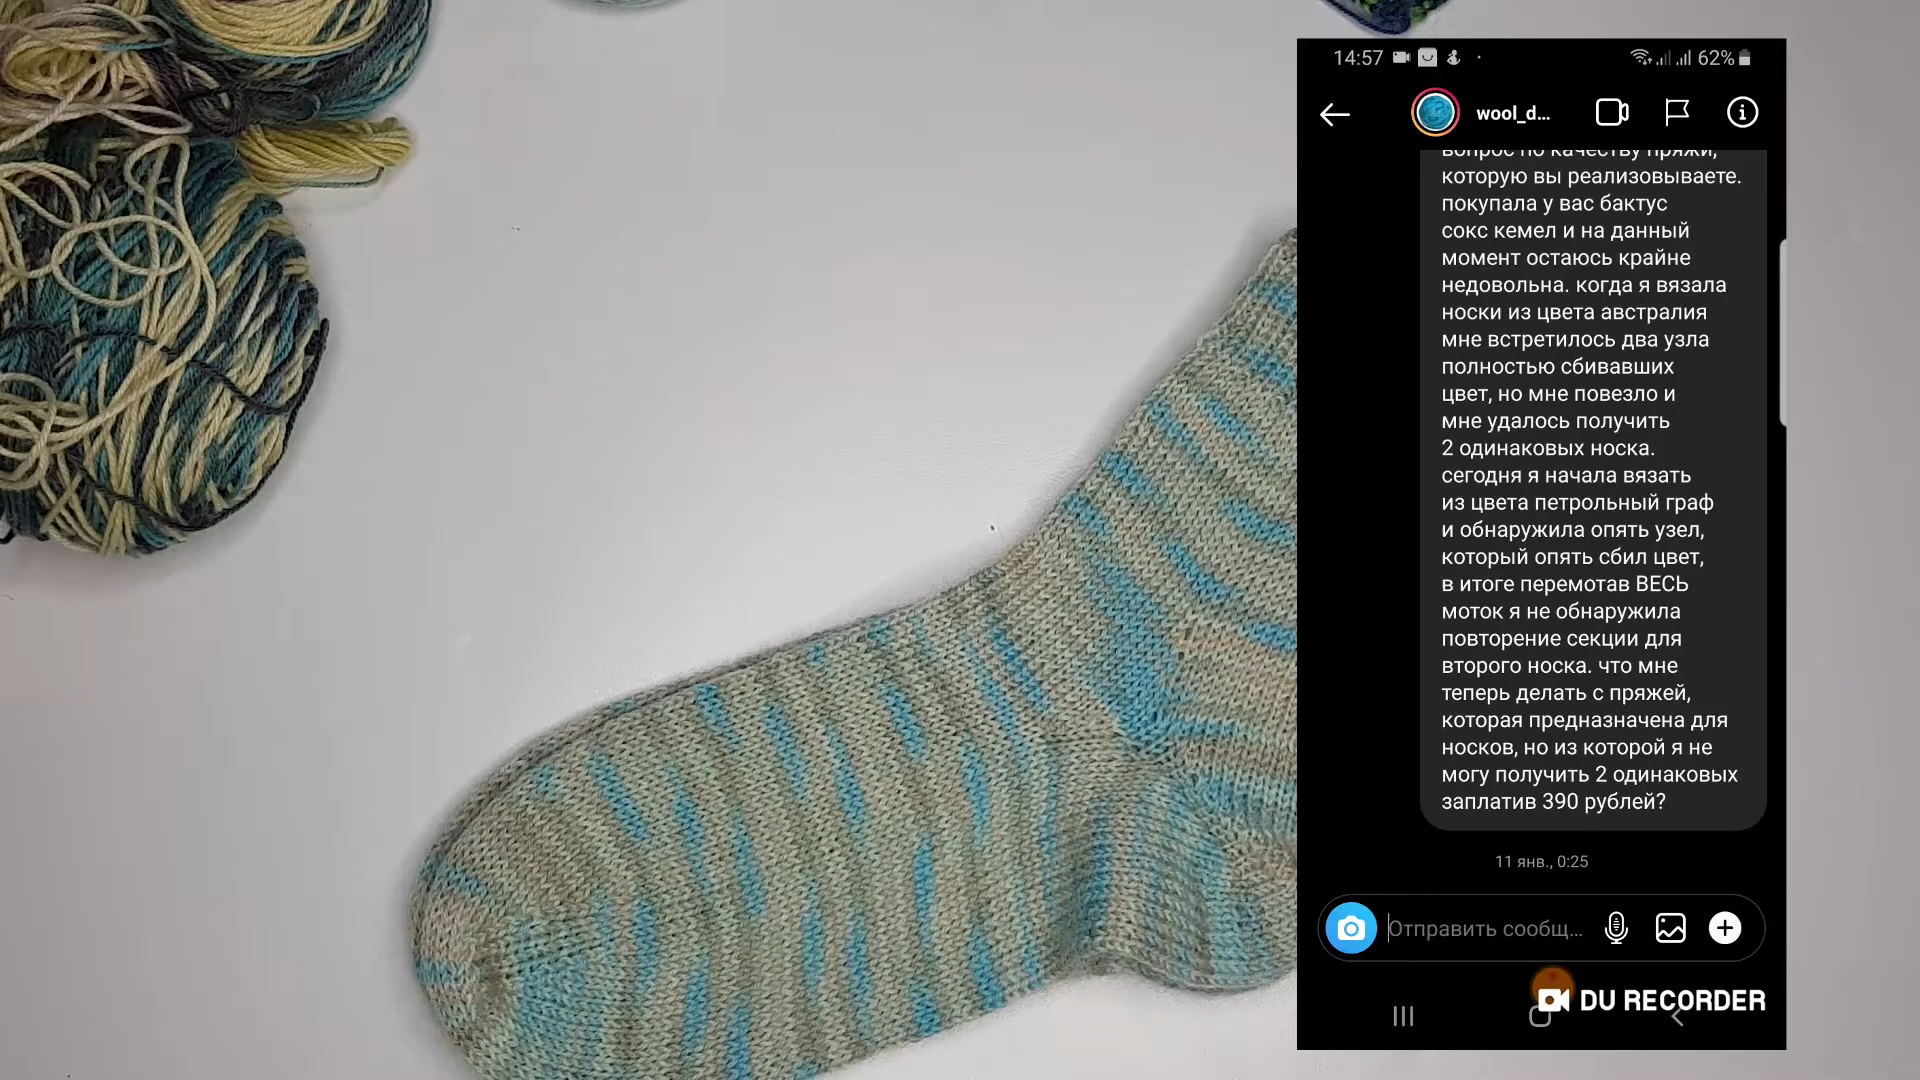 14:57
62%
wool_d...
вопрос по качеству пряжи,
которую вы реализовываете.
покупала у вас бактус
сокс кемел и на данный
момент остаюсь крайне
недовольна. когда я вязала
носки из цвета австралия
мне встретилось два узла
полностью сбивавших
цвет, но мне повезло и
мне удалось получить
2 одинаковых носка.
сегодня я начала вязать
из цвета петрольный граф
и обнаружила опять узел,
который опять сбил цвет,
в итоге перемотав ВЕСЬ
моток я не обнаружила
повторение секции для
второго носка. что мне
теперь делать с пряжей,
которая предназначена для
носков, но из которой я не
могу получить 2 одинаковых
заплатив 390 рублей?
11 янв., 0:25
Отправить сообщ...
DU RECORDER